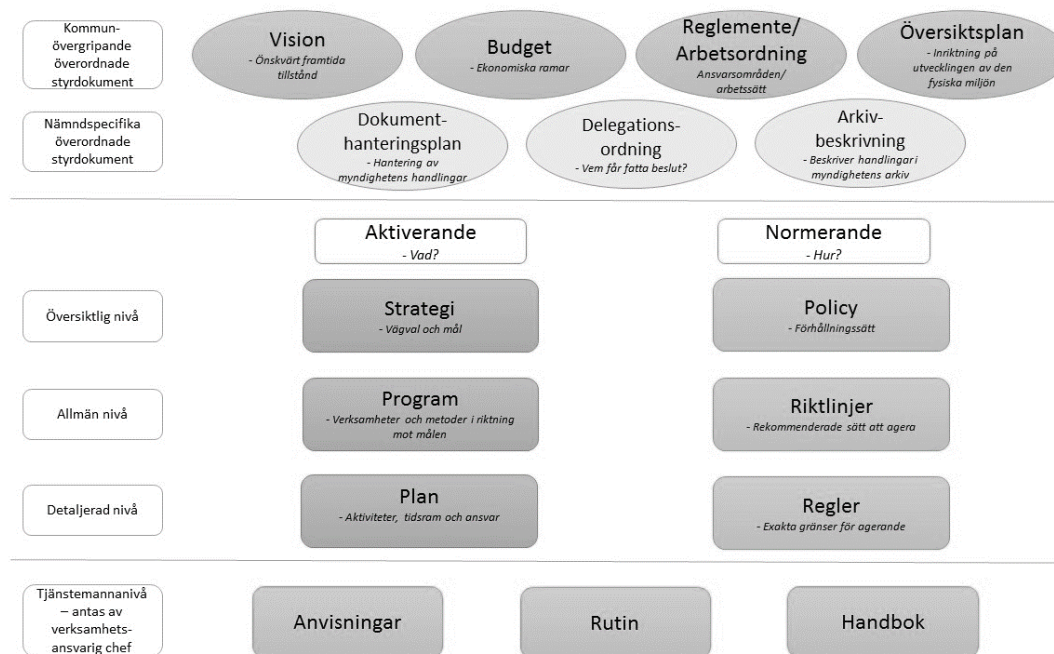 Kommun-
övergripande
överordnade
styrdokument
Vision
- Önskvärt framtida
tillstånd
Budget
- Ekonomiska ramar
Reglemente/
Arbetsordning
Ansvarsområden/
arbetssätt
Översiktsplan
- Inriktning på
utvecklingen av den
fysiska miljön
Nämndspecifika
överordnade
styrdokument
Dokument-
hanteringsplan
- Hantering av
myndighetens handlingar
Delegations-
ordning
- Vem får fatta beslut?
Arkiv-
beskrivning
- Beskriver handlingar i
myndighetens arkiv
Aktiverande
- Vad?
Normerande
- Hur?
Översiktlig nivå
Strategi
- Vägval och mål
Policy
- Förhållningssätt
Allmän nivå
Program
- Verksamheter och metoder i riktning
mot målen
Riktlinjer
- Rekommenderade sätt att agera
Detaljerad nivå
Plan
- Aktiviteter, tidsram och ansvar
Regler
- Exakta gränser för agerande
Tjänstemannanivå
– antas av
verksamhets-
ansvarig chef
Anvisningar
Rutin
Handbok